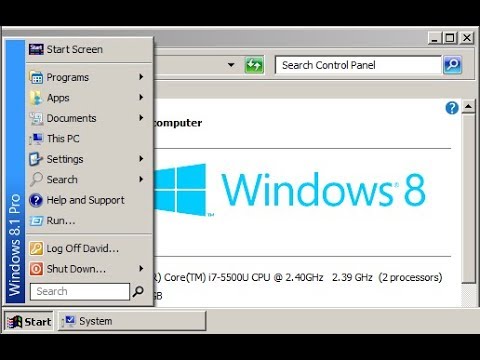 Start Screen
Programs
Apps
Documents
This PC
Settings
Search
Help and Support
Run...
Log Off David...
Shut Down...
Search
Windows 8.1 Pro
Search Control Panel
computer
Windows® 8
R) Core(TM) i7-5500U CPU @ 2.40GHz 2.39 GHz (2 processors)
GB
Start
System